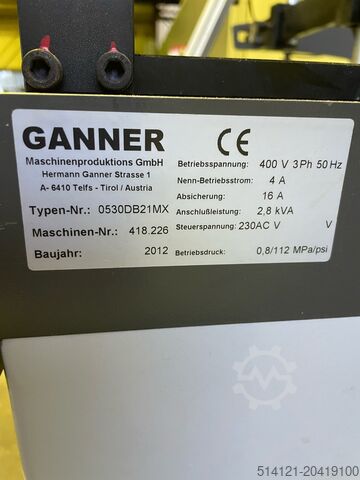 GANNER CE
Maschinenproduktions GmbH
Hermann Ganner Strasse 1
A- 6410 Telfs - Tirol / Austria
Typen-Nr.: 0530DB21MX
Maschinen-Nr.: 418.226
Baujahr: 2012
Betriebsspannung: 400 V 3 Ph 50 Hz
Nenn-Betriebsstrom: 4 A
Absicherung: 16 A
Anschlußleistung: 2,8 kVA
Steuerspannung: 230AC V V
Betriebsdruck: 0,8/112 MPa/psi
514121-20419100